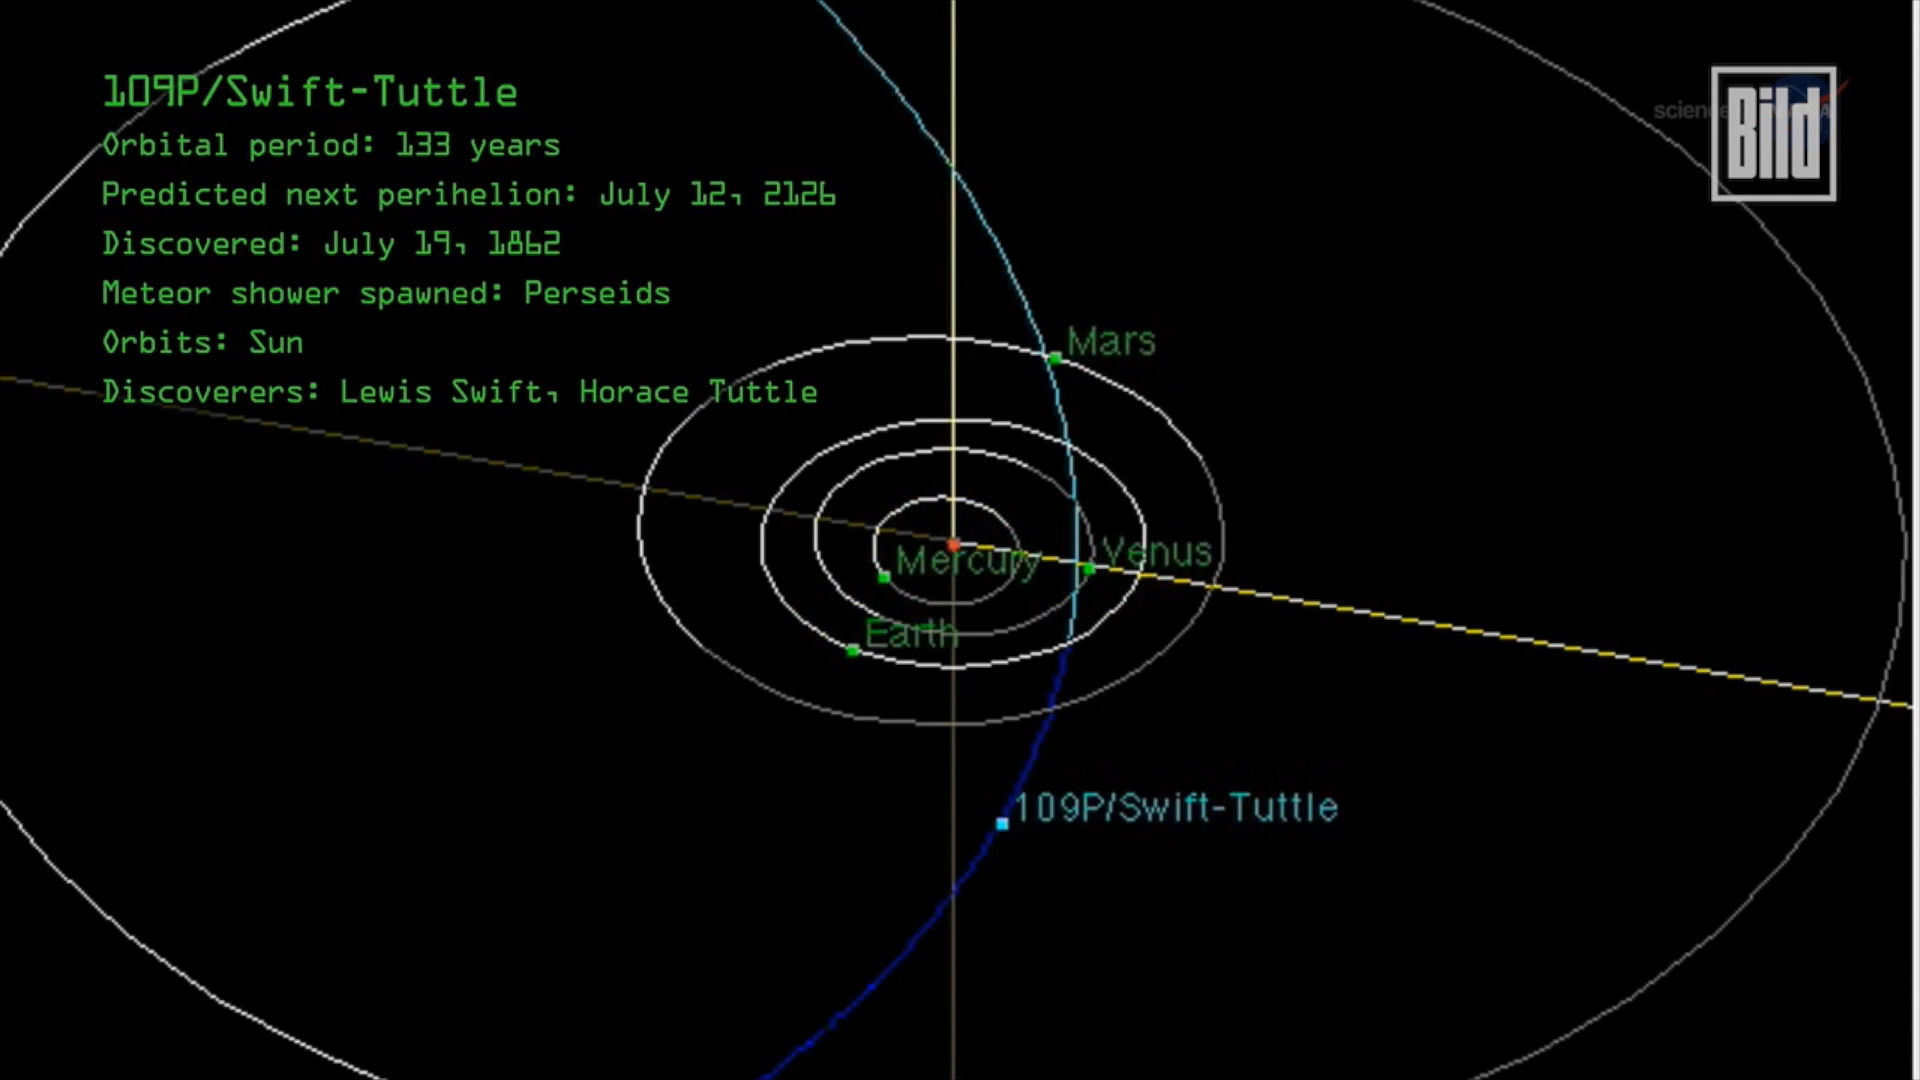 109P/Swift-Tuttle
Orbital period: 133 years
Predicted next perihelion: July 12, 2126
Discovered: July 19, 1862
Meteor shower spawned: Perseids
Orbits: Sun
Discoverers: Lewis Swift, Horace Tuttle
science
Bild
Mars
Mercury
Venus
Earth
109P/Swift-Tuttle